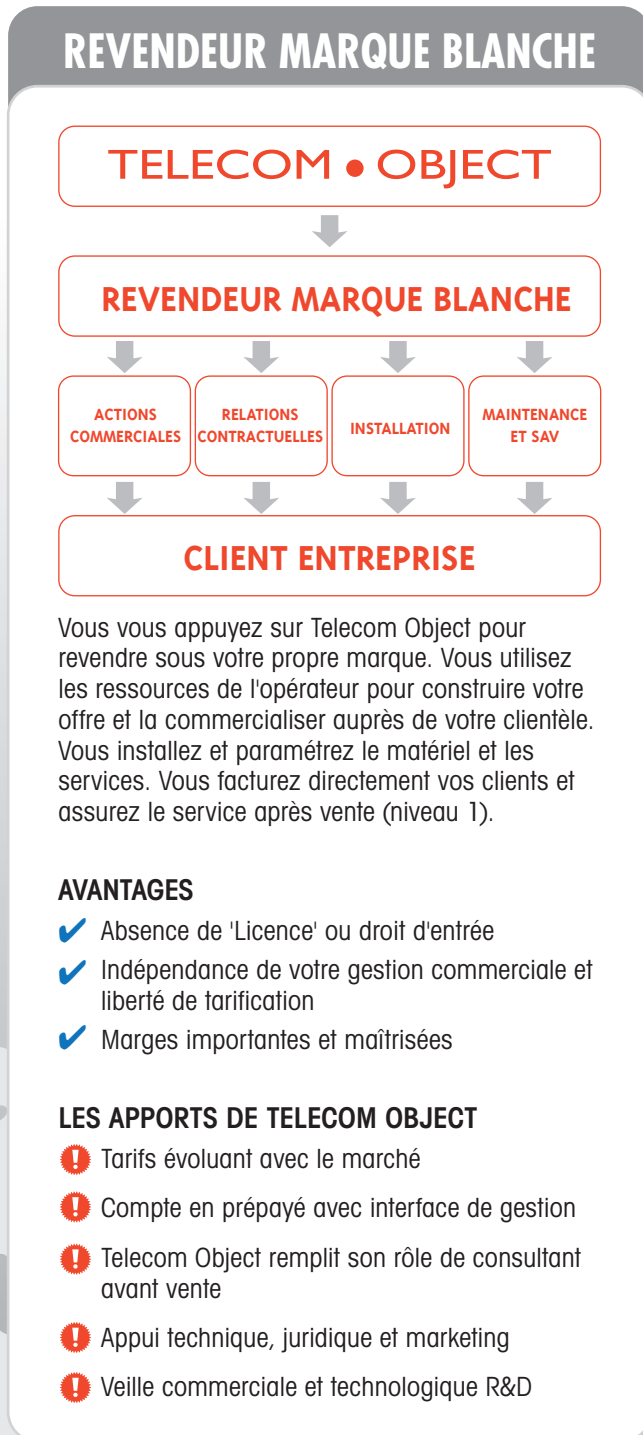 REVENDEUR MARQUE BLANCHE
TELECOM • OBJECT
REVENDEUR MARQUE BLANCHE
ACTIONS
COMMERCIALES
RELATIONS
CONTRACTUELLES
INSTALLATION
MAINTENANCE
ET SAV
CLIENT ENTREPRISE
Vous vous appuyez sur Telecom Object pour
revendre sous votre propre marque. Vous utilisez
les ressources de l'opérateur pour construire votre
offre et la commercialiser auprès de votre clientèle.
Vous installez et paramétrez le matériel et les
services. Vous facturez directement vos clients et
assurez le service après vente (niveau 1).
AVANTAGES
Absence de 'Licence' ou droit d'entrée
Indépendance de votre gestion commerciale et
liberté de tarification
Marges importantes et maîtrisées
LES APPORTS DE TELECOM OBJECT
Tarifs évoluant avec le marché
Compte en prépayé avec interface de gestion
Telecom Object remplit son rôle de consultant
avant vente
Appui technique, juridique et marketing
Veille commerciale et technologique R&D